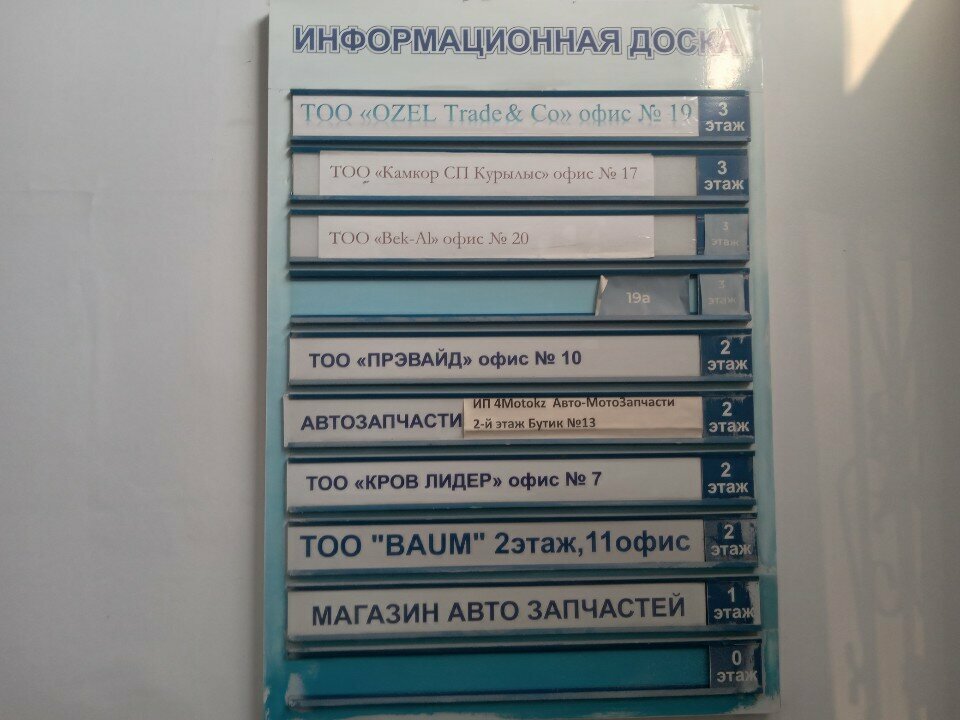 ИНФОРМАЦИОННАЯ ДОСКА
ТОО «OZEL Trade & Co» офис № 19
3
этаж
ТОО «Камкор СП Курылыс» офис № 17
3
этаж
ТОО «Bek-Al» офис № 20
3
этаж
19а
3
этаж
ТОО «ПРЭВАЙД» офис № 10
2
этаж
АВТОЗАПЧАСТИ
ИП 4Motokz Авто-МотоЗапчасти
2-й этаж Бутик №13
2
этаж
ТОО «КРОВ ЛИДЕР» офис № 7
2
этаж
ТОО "BAUM" 2этаж,11офис
2
этаж
МАГАЗИН АВТО ЗАПЧАСТЕЙ
1
этаж
0
этаж